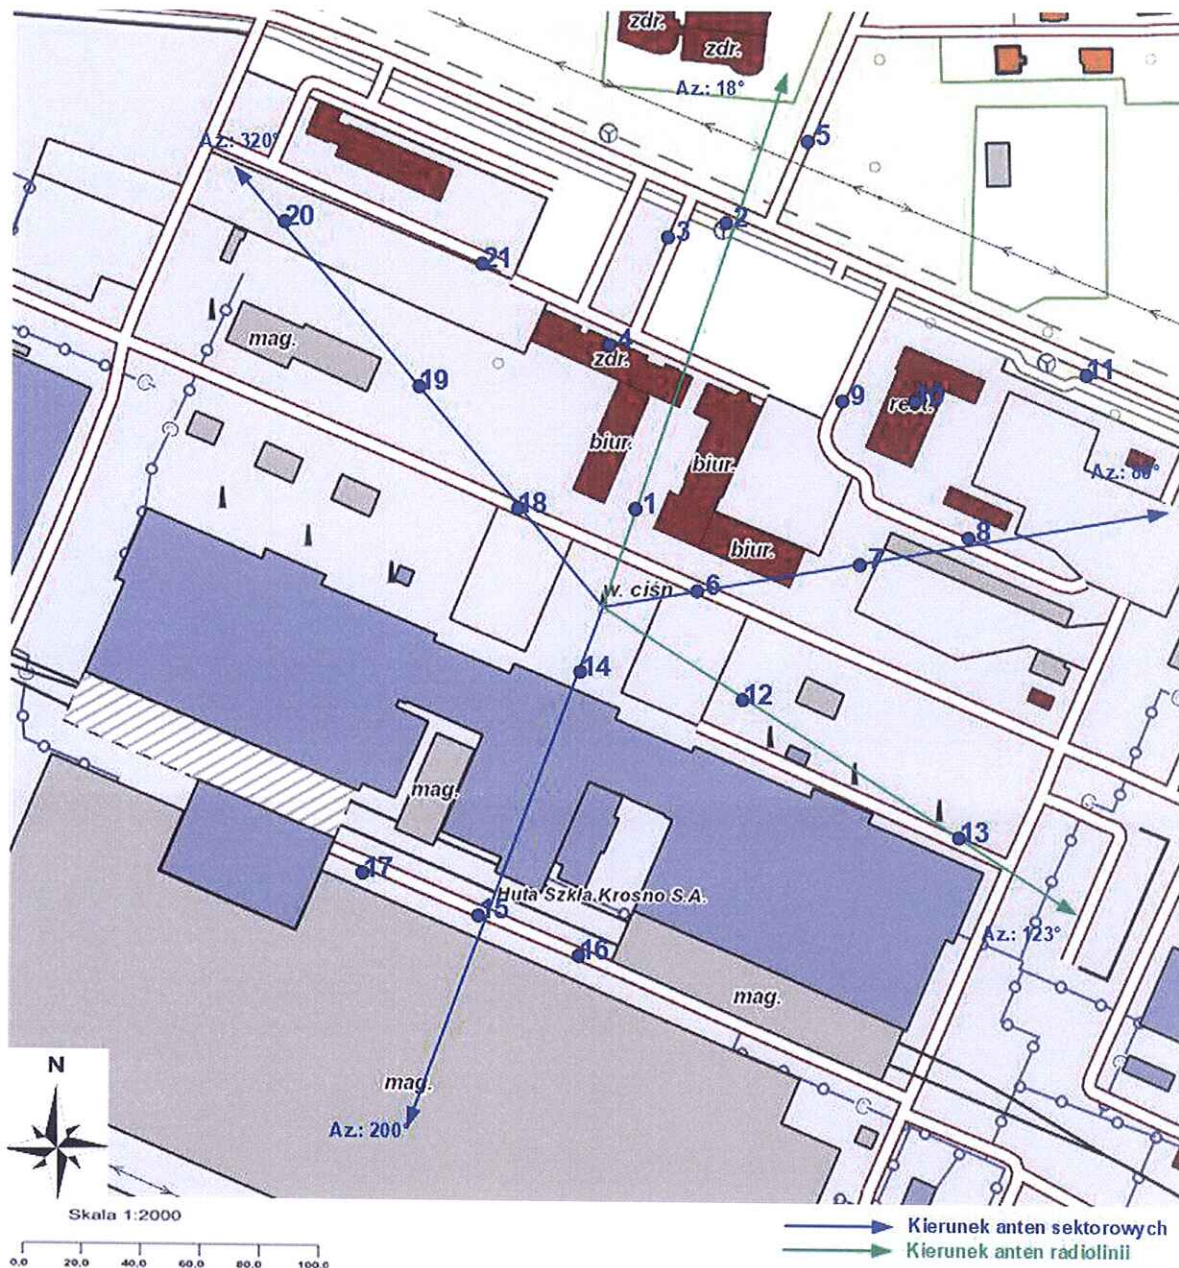 zdr.
zdr.
Az.: 18°
5
Az.: 320°
20
2
3
21
4
zdr.
mag.
19
11
9
10
rest.
biur.
biur.
Az.: 80°
18
1
8
biur.
7
w. ciśn.
6
14
12
mag.
13
17
Huta Szkła Krosno S.A.
15
16
Az.: 123°
mag.
mag.
Az.: 200°
N
Skala 1:2000
0.0 20.0 40.0 60.0 80.0 100.0
Kierunek anten sektorowych
Kierunek anten radiolinii